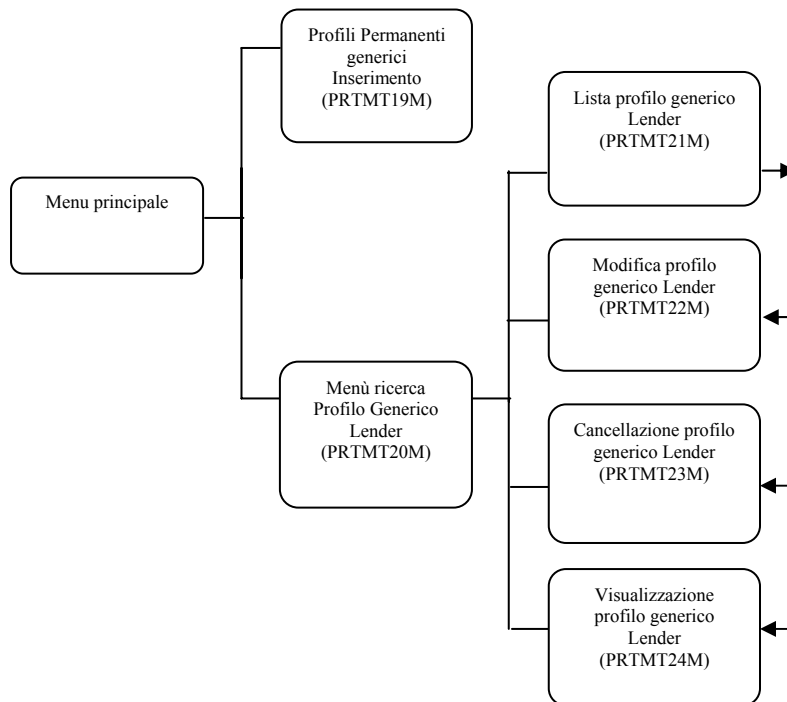 Profili Permanenti
generici
Inserimento
(PRTMT19M)
Lista profilo generico
Lender
(PRTMT21M)
Menu principale
Modifica profilo
generico Lender
(PRTMT22M)
Menù ricerca
Profilo Generico
Lender
(PRTMT20M)
Cancellazione profilo
generico Lender
(PRTMT23M)
Visualizzazione
profilo generico
Lender
(PRTMT24M)